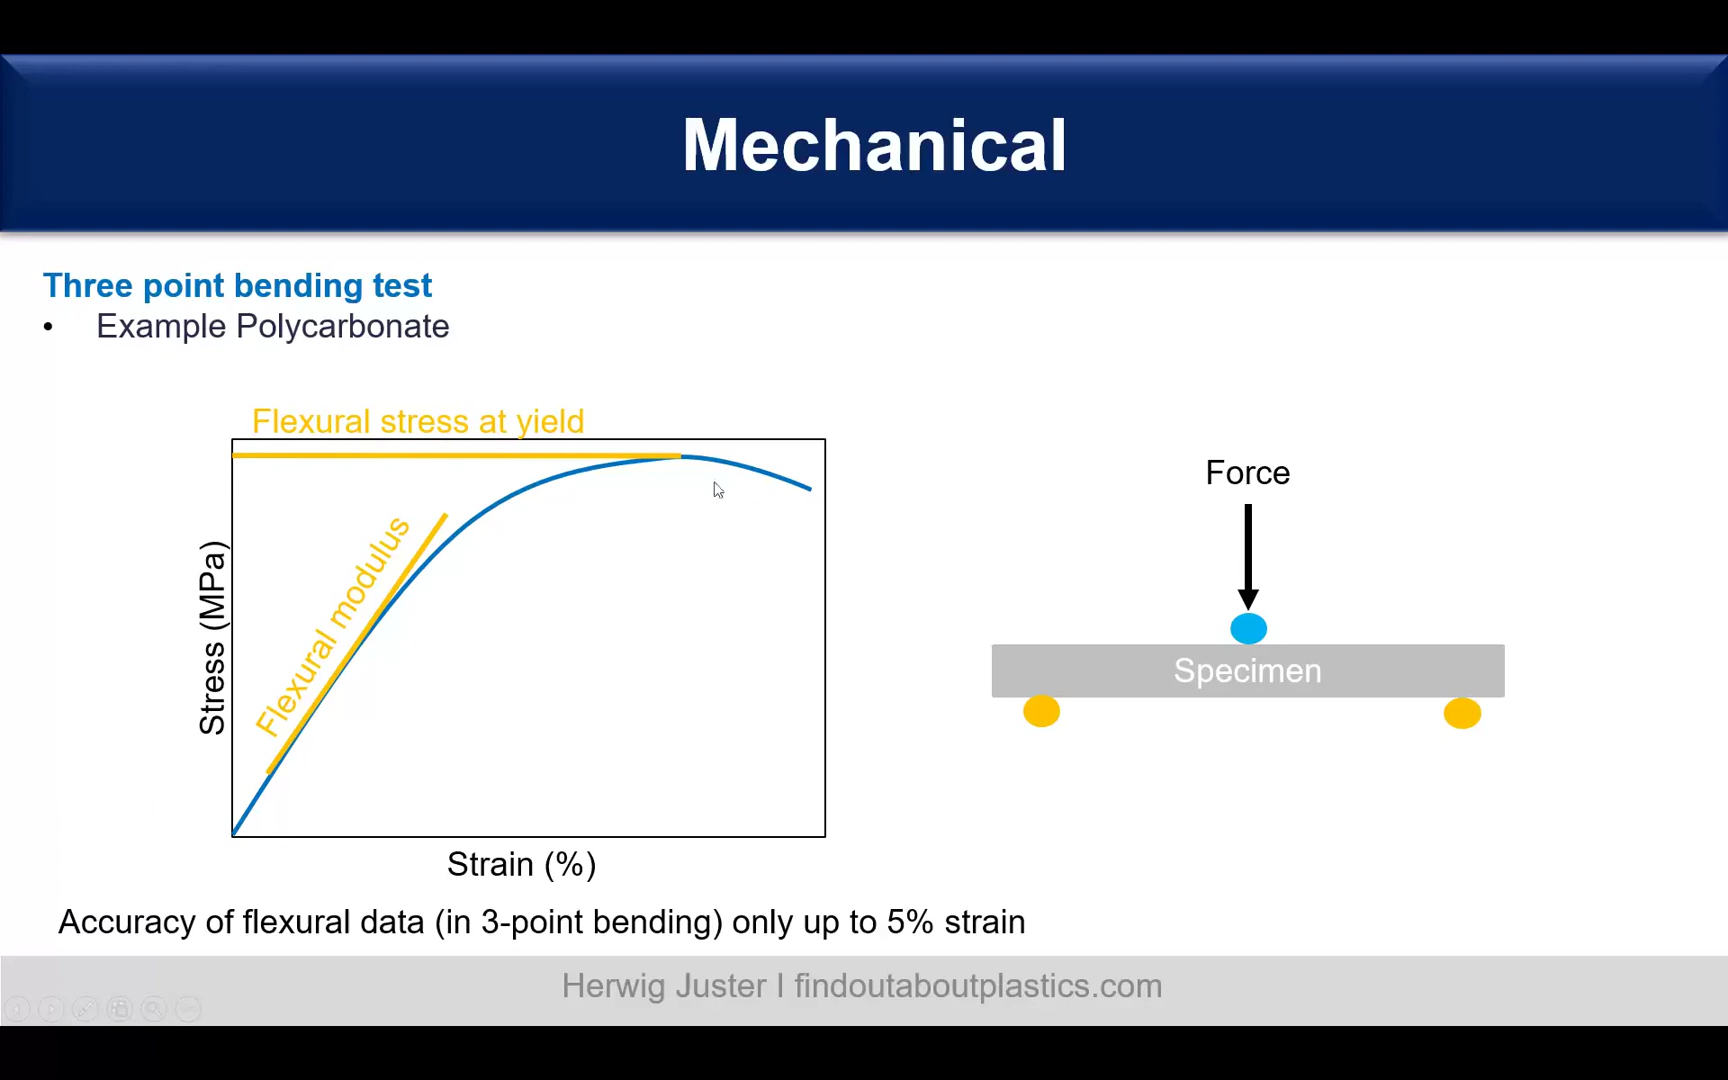 Mechanical
Three point bending test
• Example Polycarbonate
Flexural stress at yield
Flexural modulus
Stress (MPa)
Strain (%)
Force
Specimen
Accuracy of flexural data (in 3-point bending) only up to 5% strain
Herwig Juster I findoutaboutplastics.com